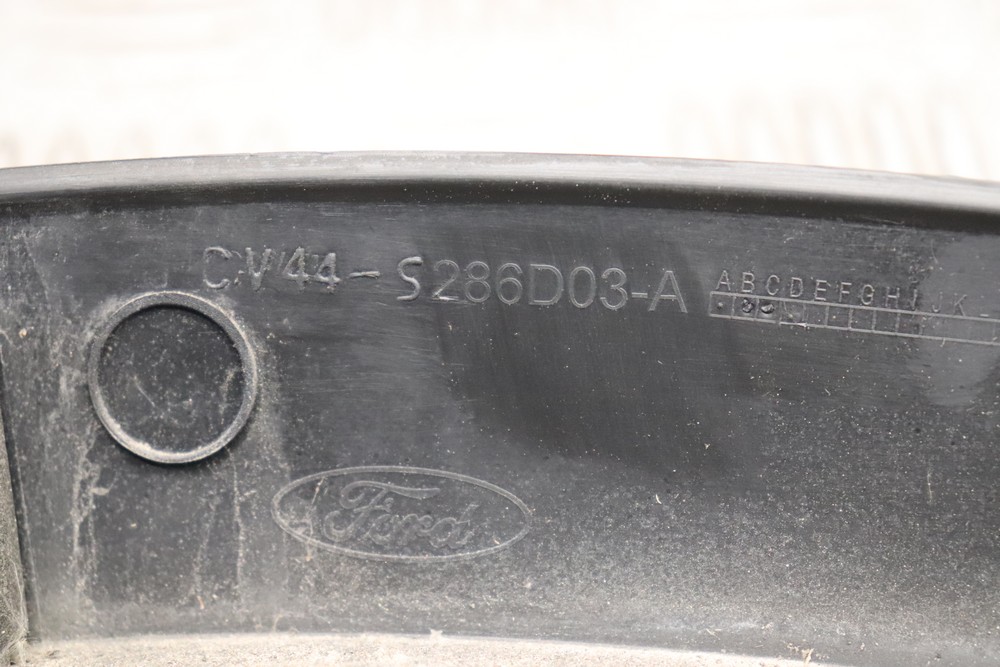 CV44-S286D03-A
ABCDEFGHIJK-
Ford